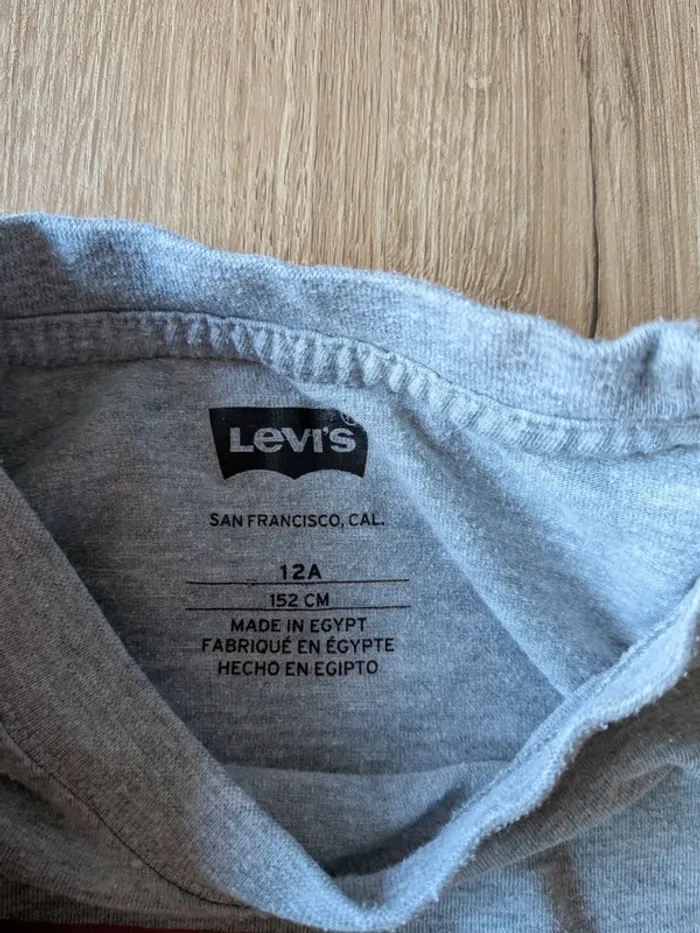 LEVI'S®
SAN FRANCISCO, CAL.
12A
152 CM
MADE IN EGYPT
FABRIQUÉ EN ÉGYPTE
HECHO EN EGIPTO